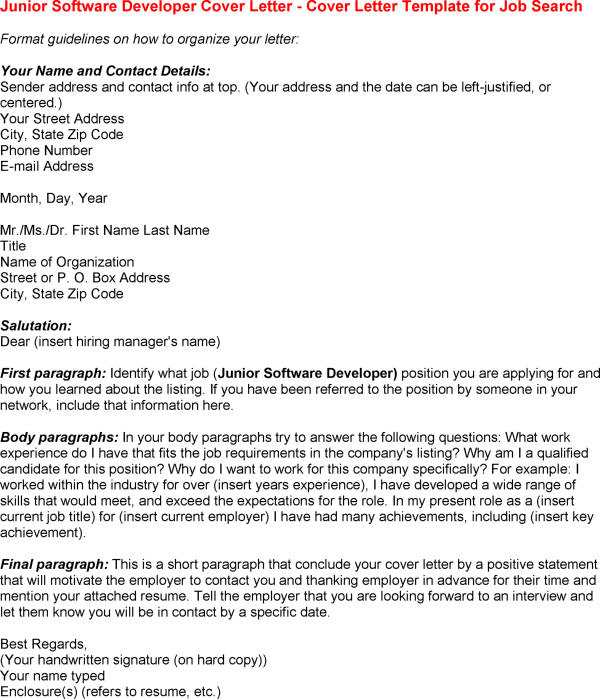 Junior Software Developer Cover Letter - Cover Letter Template for Job Search
Format guidelines on how to organize your letter:
Your Name and Contact Details:
Sender address and contact info at top. (Your address and the date can be left-justified, or
centered.)
Your Street Address
City, State Zip Code
Phone Number
E-mail Address
Month, Day, Year
Mr./Ms./Dr. First Name Last Name
Title
Name of Organization
Street or P. O. Box Address
City, State Zip Code
Salutation:
Dear (insert hiring manager's name)
First paragraph: Identify what job (Junior Software Developer) position you are applying for and
how you learned about the listing. If you have been referred to the position by someone in your
network, include that information here.
Body paragraphs: In your body paragraphs try to answer the following questions: What work
experience do I have that fits the job requirements in the company's listing? Why am I a qualified
candidate for this position? Why do I want to work for this company specifically? For example: I
worked within the industry for over (insert years experience), I have developed a wide range of
skills that would meet, and exceed the expectations for the role. In my present role as a (insert
current job title) for (insert current employer) I have had many achievements, including (insert key
achievement).
Final paragraph: This is a short paragraph that conclude your cover letter by a positive statement
that will motivate the employer to contact you and thanking employer in advance for their time and
mention your attached resume. Tell the employer that you are looking forward to an interview and
let them know you will be in contact by a specific date.
Best Regards,
(Your handwritten signature (on hard copy))
Your name typed
Enclosure(s) (refers to resume, etc.)